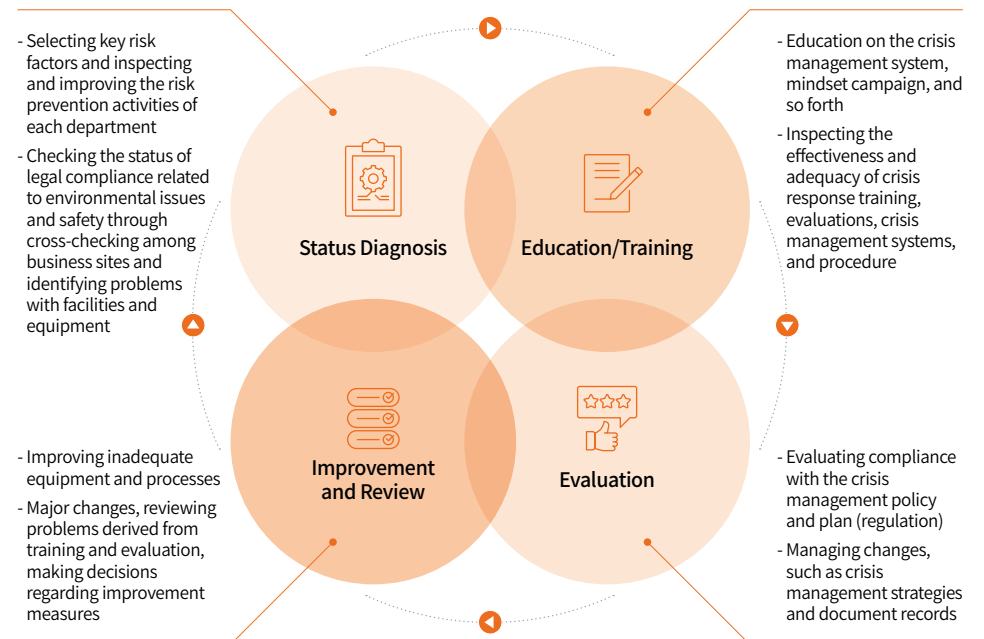 - Selecting key risk
factors and inspecting
and improving the risk
prevention activities of
each department
- Checking the status of
legal compliance related
to environmental issues
and safety through
cross-checking among
business sites and
identifying problems
with facilities and
equipment
Status Diagnosis
Education/Training
- Education on the crisis
management system,
mindset campaign, and
so forth
- Inspecting the
effectiveness and
adequacy of crisis
response training,
evaluations, crisis
management systems,
and procedure
- Improving inadequate
equipment and processes
- Major changes, reviewing
problems derived from
training and evaluation,
making decisions
regarding improvement
measures
Improvement
and Review
Evaluation
- Evaluating compliance
with the crisis
management policy
and plan (regulation)
- Managing changes,
such as crisis
management strategies
and document records